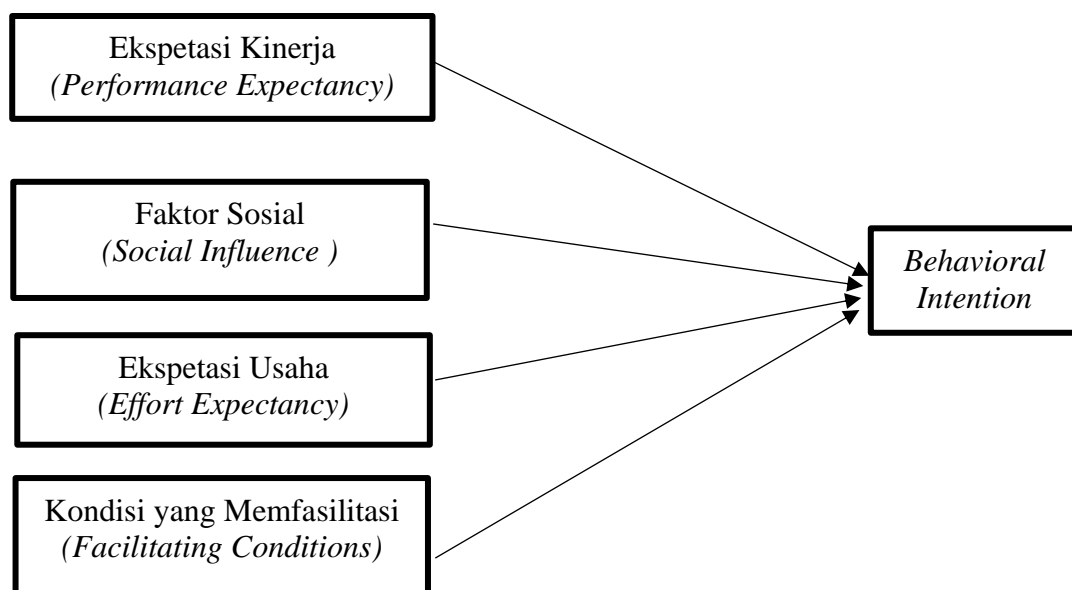 Ekspetasi Kinerja
(Performance Expectancy)
Faktor Sosial
(Social Influence )
Behavioral
Intention
Ekspetasi Usaha
(Effort Expectancy)
Kondisi yang Memfasilitasi
(Facilitating Conditions)